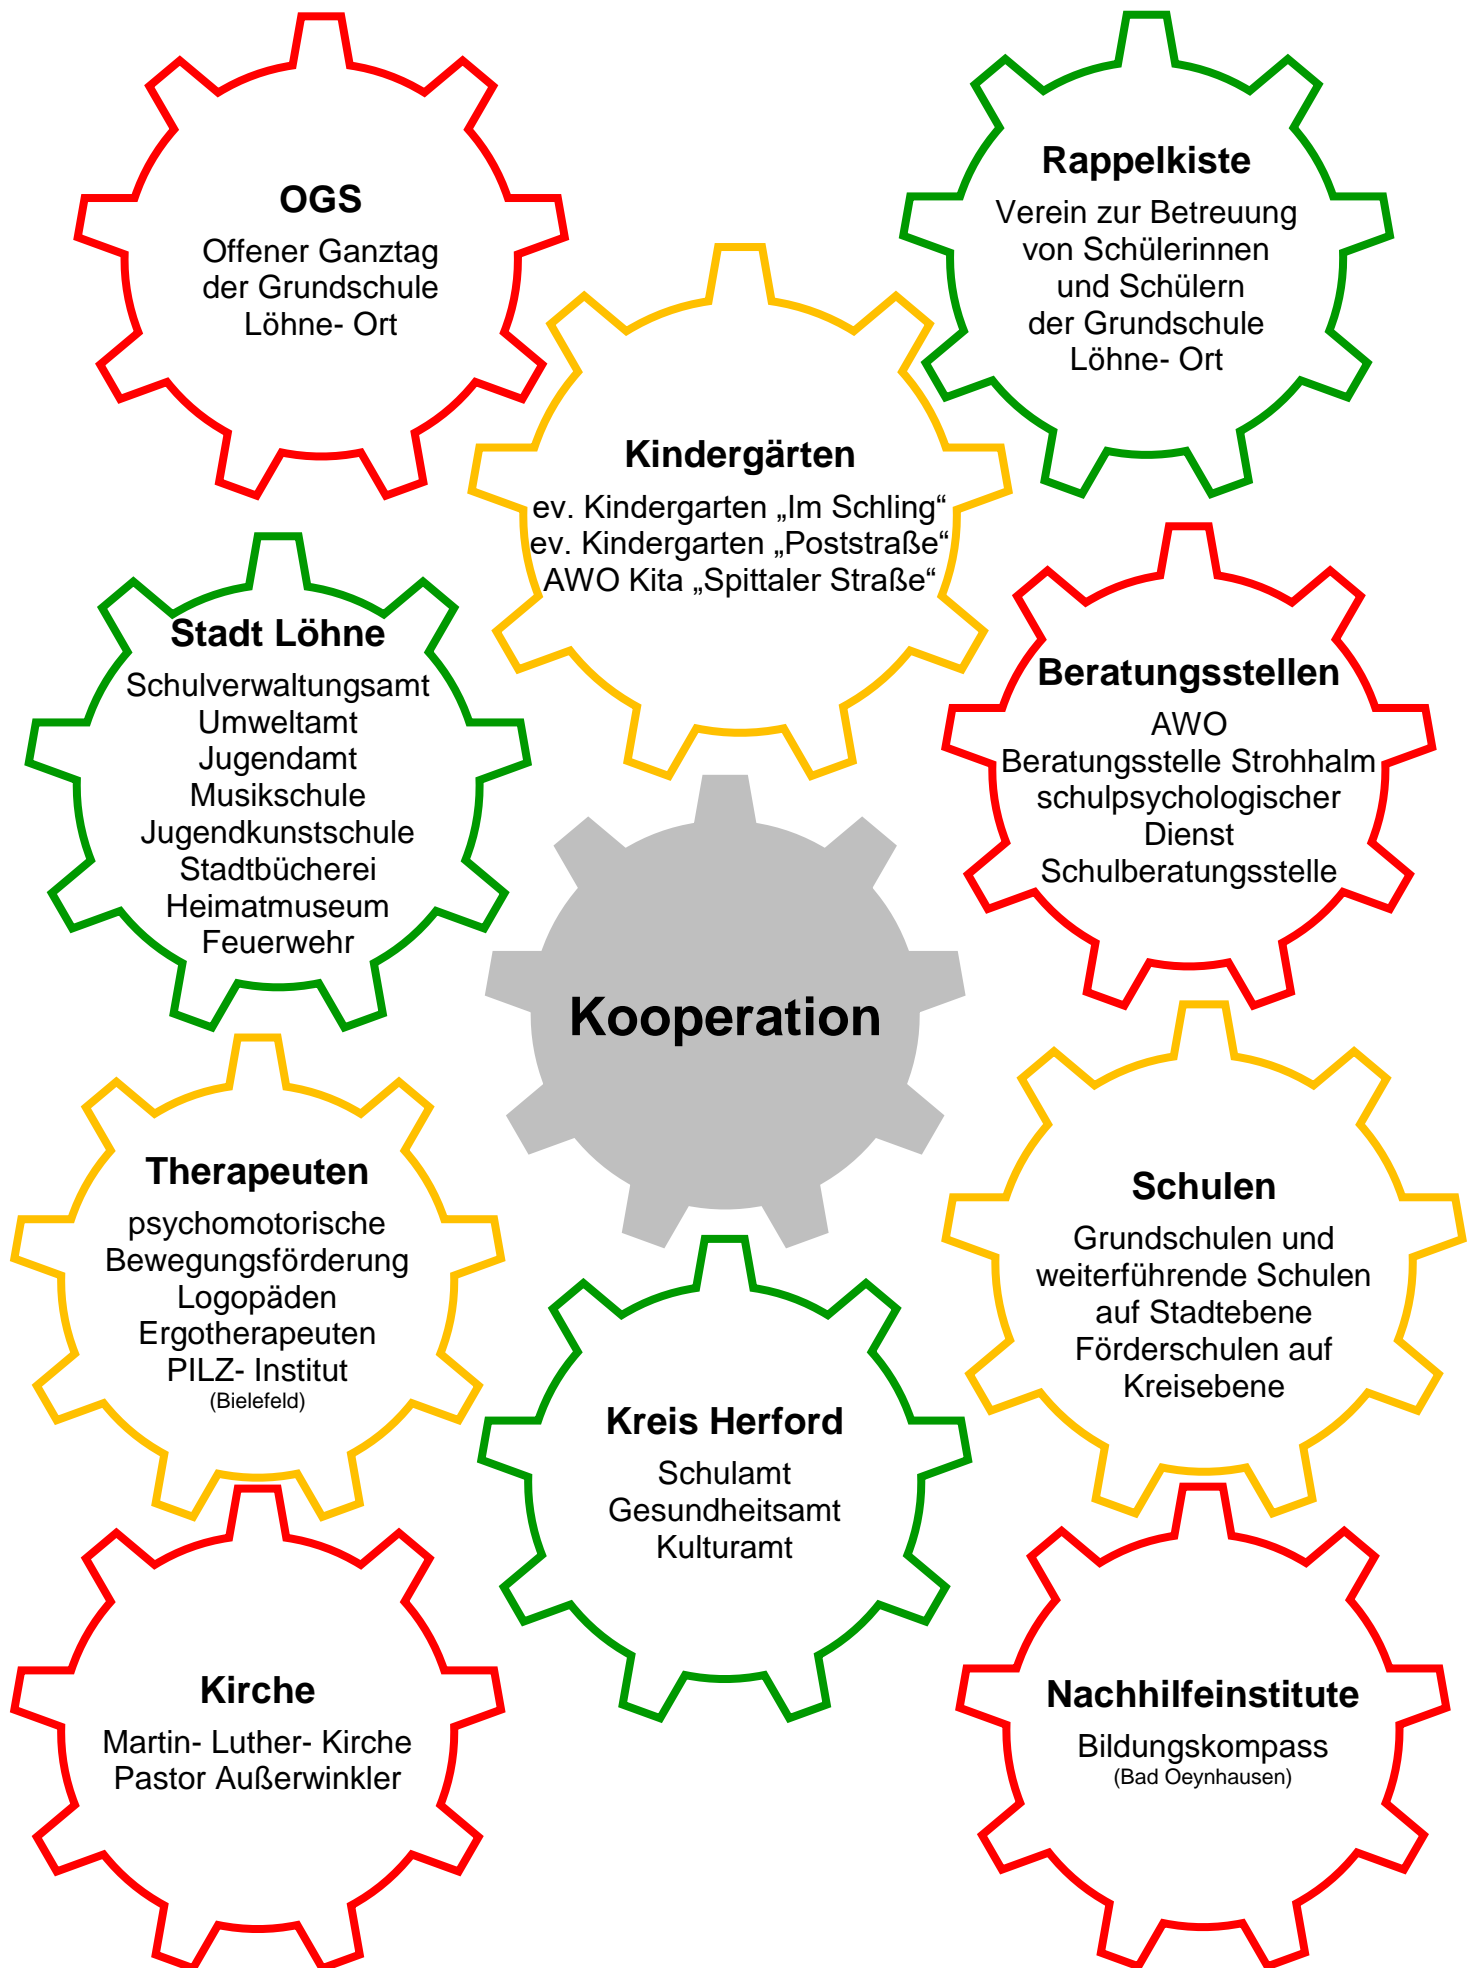 OGS
Offener Ganztag
der Grundschule
Löhne- Ort
Rappelkiste
Verein zur Betreuung
von Schülerinnen
und Schülern
der Grundschule
Löhne- Ort
Kindergärten
ev. Kindergarten „Im Schling“
ev. Kindergarten „Poststraße“
AWO Kita „Spittaler Straße“
Stadt Löhne
Schulverwaltungsamt
Umweltamt
Jugendamt
Musikschule
Jugendkunstschule
Stadtbücherei
Heimatmuseum
Feuerwehr
Beratungsstellen
AWO
Beratungsstelle Strohhalm
schulpsychologischer
Dienst
Schulberatungsstelle
Kooperation
Therapeuten
psychomotorische
Bewegungsförderung
Logopäden
Ergotherapeuten
PILZ- Institut
(Bielefeld)
Schulen
Grundschulen und
weiterführende Schulen
auf Stadtebene
Förderschulen auf
Kreisebene
Kreis Herford
Schulamt
Gesundheitsamt
Kulturamt
Kirche
Martin- Luther- Kirche
Pastor Außerwinkler
Nachhilfeinstitute
Bildungskompass
(Bad Oeynhausen)